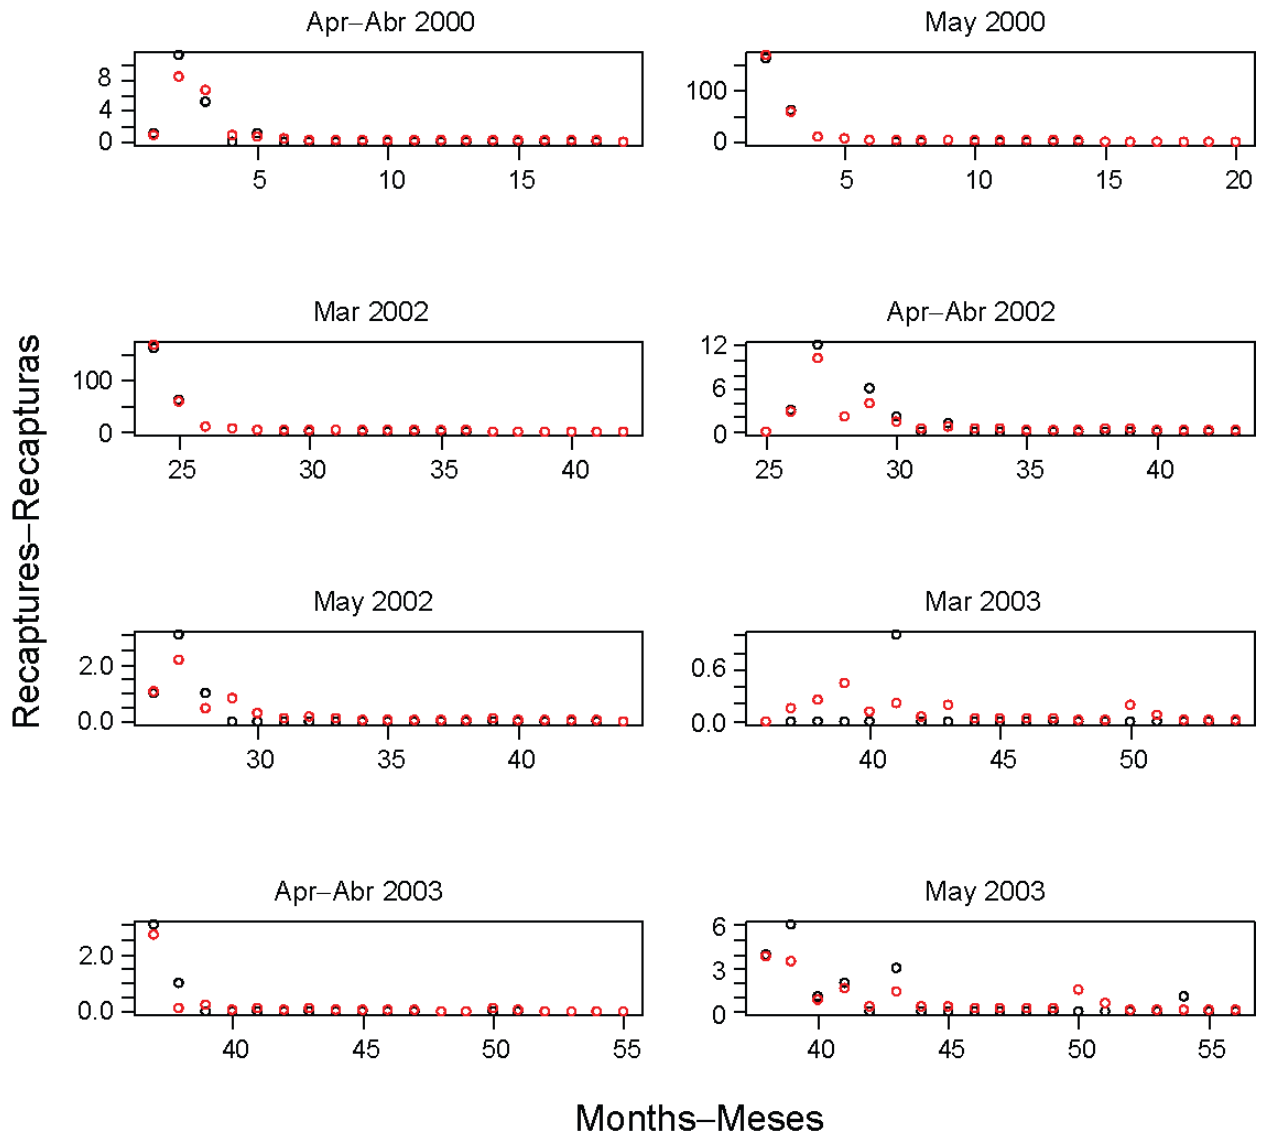 Apr–Abr 2000
8
4
0
5 10 15
May 2000
100
0
5 10 15 20
Mar 2002
100
0
25 30 35 40
Apr–Abr 2002
12
6
0
25 30 35 40
May 2002
2.0
0.0
30 35 40
Mar 2003
0.6
0.0
40 45 50
Apr–Abr 2003
2.0
0.0
40 45 50 55
May 2003
6
3
0
40 45 50 55
Recaptures–Recapturas
Months–Meses